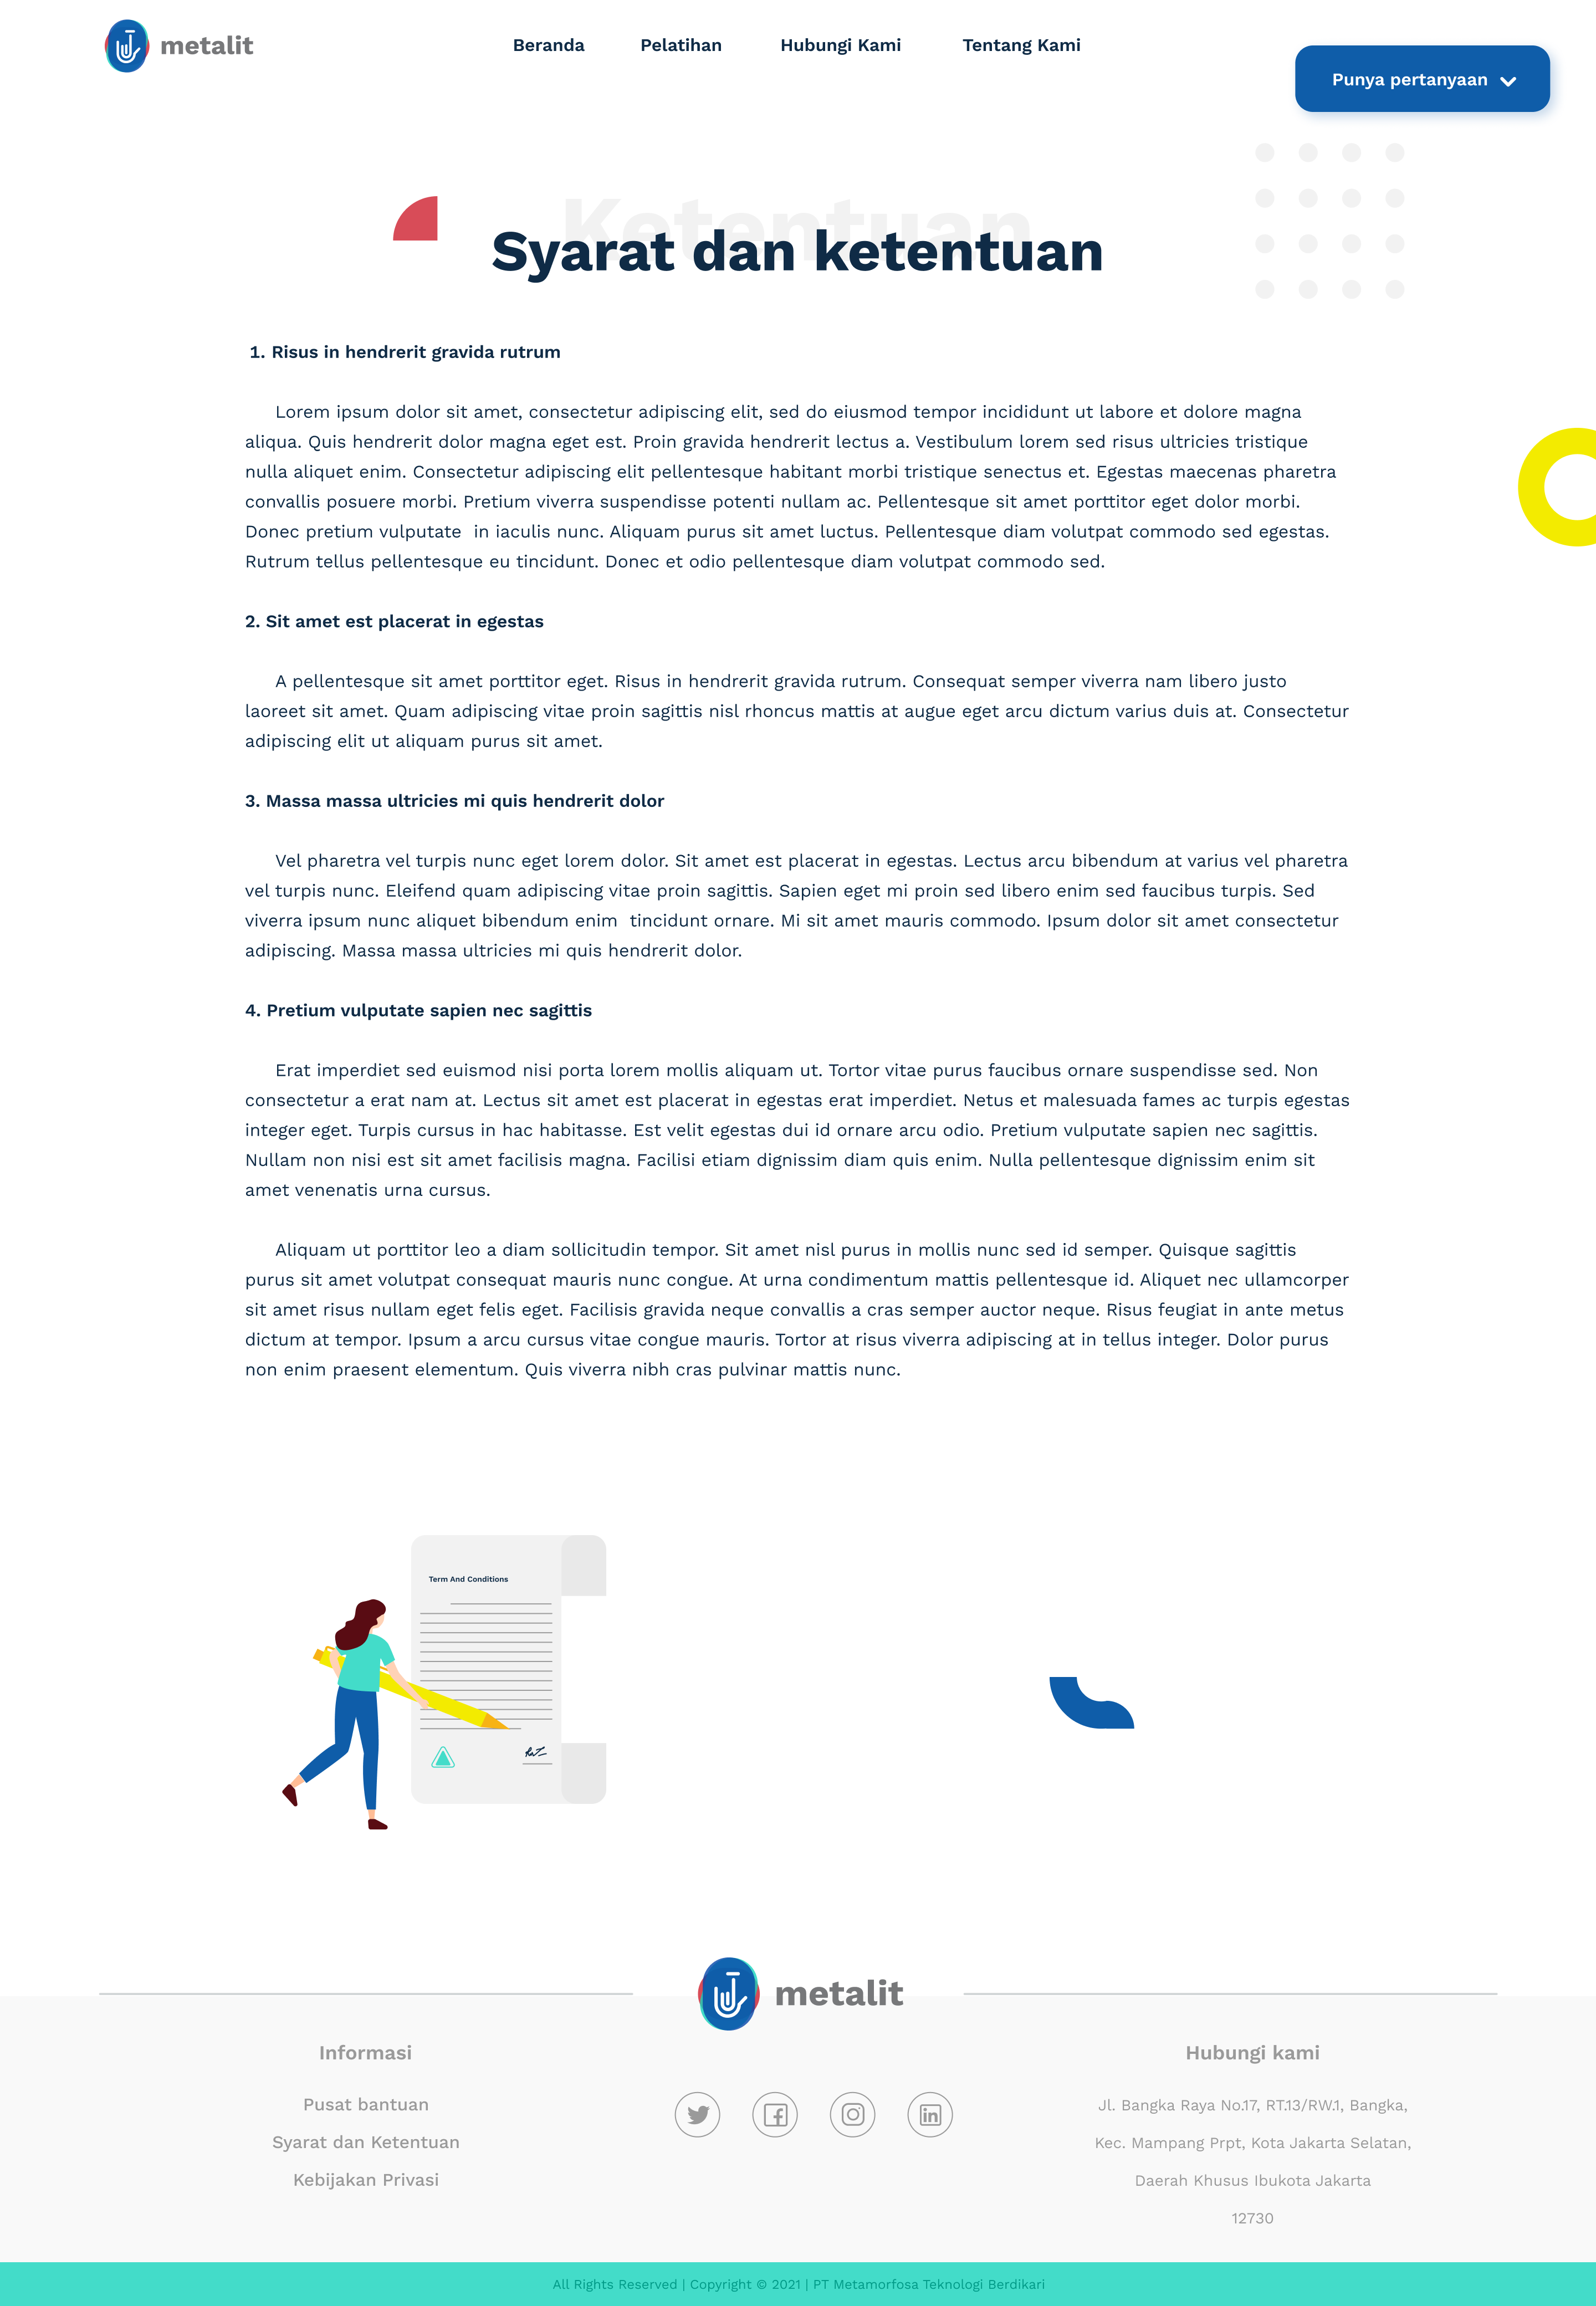 metalit
Beranda
Pelatihan
Hubungi Kami
Tentang Kami
Punya pertanyaan
Ketentuan
Syarat dan ketentuan
1. Risus in hendrerit gravida rutrum
Lorem ipsum dolor sit amet, consectetur adipiscing elit, sed do eiusmod tempor incididunt ut labore et dolore magna
aliqua. Quis hendrerit dolor magna eget est. Proin gravida hendrerit lectus a. Vestibulum lorem sed risus ultricies tristique
nulla aliquet enim. Consectetur adipiscing elit pellentesque habitant morbi tristique senectus et. Egestas maecenas pharetra
convallis posuere morbi. Pretium viverra suspendisse potenti nullam ac. Pellentesque sit amet porttitor eget dolor morbi.
Donec pretium vulputate  in iaculis nunc. Aliquam purus sit amet luctus. Pellentesque diam volutpat commodo sed egestas.
Rutrum tellus pellentesque eu tincidunt. Donec et odio pellentesque diam volutpat commodo sed.
2. Sit amet est placerat in egestas
A pellentesque sit amet porttitor eget. Risus in hendrerit gravida rutrum. Consequat semper viverra nam libero justo
laoreet sit amet. Quam adipiscing vitae proin sagittis nisl rhoncus mattis at augue eget arcu dictum varius duis at. Consectetur
adipiscing elit ut aliquam purus sit amet.
3. Massa massa ultricies mi quis hendrerit dolor
Vel pharetra vel turpis nunc eget lorem dolor. Sit amet est placerat in egestas. Lectus arcu bibendum at varius vel pharetra
vel turpis nunc. Eleifend quam adipiscing vitae proin sagittis. Sapien eget mi proin sed libero enim sed faucibus turpis. Sed
viverra ipsum nunc aliquet bibendum enim  tincidunt ornare. Mi sit amet mauris commodo. Ipsum dolor sit amet consectetur
adipiscing. Massa massa ultricies mi quis hendrerit dolor.
4. Pretium vulputate sapien nec sagittis
Erat imperdiet sed euismod nisi porta lorem mollis aliquam ut. Tortor vitae purus faucibus ornare suspendisse sed. Non
consectetur a erat nam at. Lectus sit amet est placerat in egestas erat imperdiet. Netus et malesuada fames ac turpis egestas
integer eget. Turpis cursus in hac habitasse. Est velit egestas dui id ornare arcu odio. Pretium vulputate sapien nec sagittis.
Nullam non nisi est sit amet facilisis magna. Facilisi etiam dignissim diam quis enim. Nulla pellentesque dignissim enim sit
amet venenatis urna cursus.
Aliquam ut porttitor leo a diam sollicitudin tempor. Sit amet nisl purus in mollis nunc sed id semper. Quisque sagittis
purus sit amet volutpat consequat mauris nunc congue. At urna condimentum mattis pellentesque id. Aliquet nec ullamcorper
sit amet risus nullam eget felis eget. Facilisis gravida neque convallis a cras semper auctor neque. Risus feugiat in ante metus
dictum at tempor. Ipsum a arcu cursus vitae congue mauris. Tortor at risus viverra adipiscing at in tellus integer. Dolor purus
non enim praesent elementum. Quis viverra nibh cras pulvinar mattis nunc.
Term And Conditions
metalit
Informasi
Pusat bantuan
Syarat dan Ketentuan
Kebijakan Privasi
Hubungi kami
Jl. Bangka Raya No.17, RT.13/RW.1, Bangka,
Kec. Mampang Prpt, Kota Jakarta Selatan,
Daerah Khusus Ibukota Jakarta
12730
All Rights Reserved | Copyright © 2021 | PT Metamorfosa Teknologi Berdikari